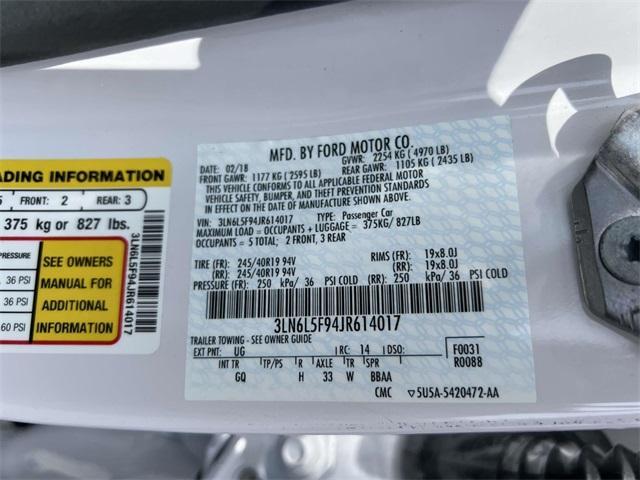 ADING INFORMATION
5 FRONT: 2 REAR: 3
375 kg or 827 lbs.
PRESSURE
36 PSI
36 PSI
60 PSI
SEE OWNERS
MANUAL FOR
ADDITIONAL
INFORMATION
3LN6L5F94JR614017
MFD. BY FORD MOTOR CO.
DATE: 02/18 GVWR: 2254 KG ( 4970 LB)
FRONT GAWR: 1177 KG ( 2595 LB) REAR GAWR: 1105 KG ( 2435 LB)
THIS VEHICLE CONFORMS TO ALL APPLICABLE FEDERAL MOTOR
VEHICLE SAFETY, BUMPER, AND THEFT PREVENTION STANDARDS
IN EFFECT ON THE DATE OF MANUFACTURE SHOWN ABOVE.
VEHICLE: 3LN6L5F94JR614017 TYPE: Passenger Car
MAXIMUM LOAD = OCCUPANTS + LUGGAGE = 375KG/ 827LB
OCCUPANTS = 5 TOTAL: 2 FRONT, 3 REAR
TIRE (FR): 245/40R19 94V RIMS (FR): 19x8.0J
TIRE (RR): 245/40R19 94V (RR): 19x8.0J
PRESSURE (FR): 250 kPa/ 36 PSI COLD (RR): 250 kPa/ 36 PSI COLD
3LN6L5F94JR614017
TRAILER TOWING - SEE OWNER GUIDE
EXT PNT: UG RC: 14 DSO: F0031
INT TR TP/PS R AXLE TR SPR R0088
GQ H 33 W BBAA
CMC ▽5U5A-5420472-AA